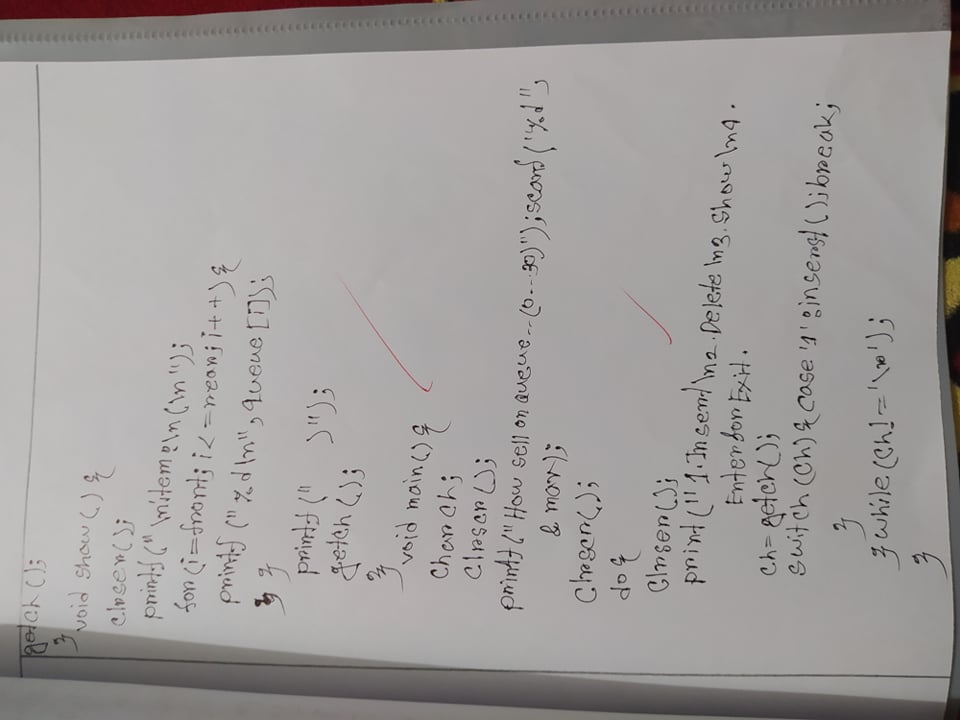 getch ();
}
void show() {
clrscr();
printf ("\nitem:\n(\n");
for (i=front; i<=rear; i++) {
printf ("%d\n", queue [i]);
} }
printf ("   )");
getch ();
}
void main() {
char ch;
clrscr();
printf ("How sell on queue..(0...30)"); scanf ("%d",
& mar);
clrscr();
do {
clrscr();
print ("1.Insert \n2.Delete \n3.Show \n4.
Enter for Exit.
ch=getch();
switch (ch) { case '1': insert(); break;
}
} while (ch!='\r');
}